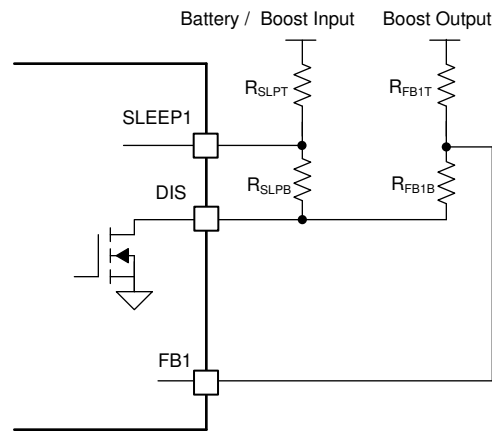 Battery / Boost Input
Boost Output
RSLPT
RFB1T
SLEEP1
DIS
RSLPB
RFB1B
FB1